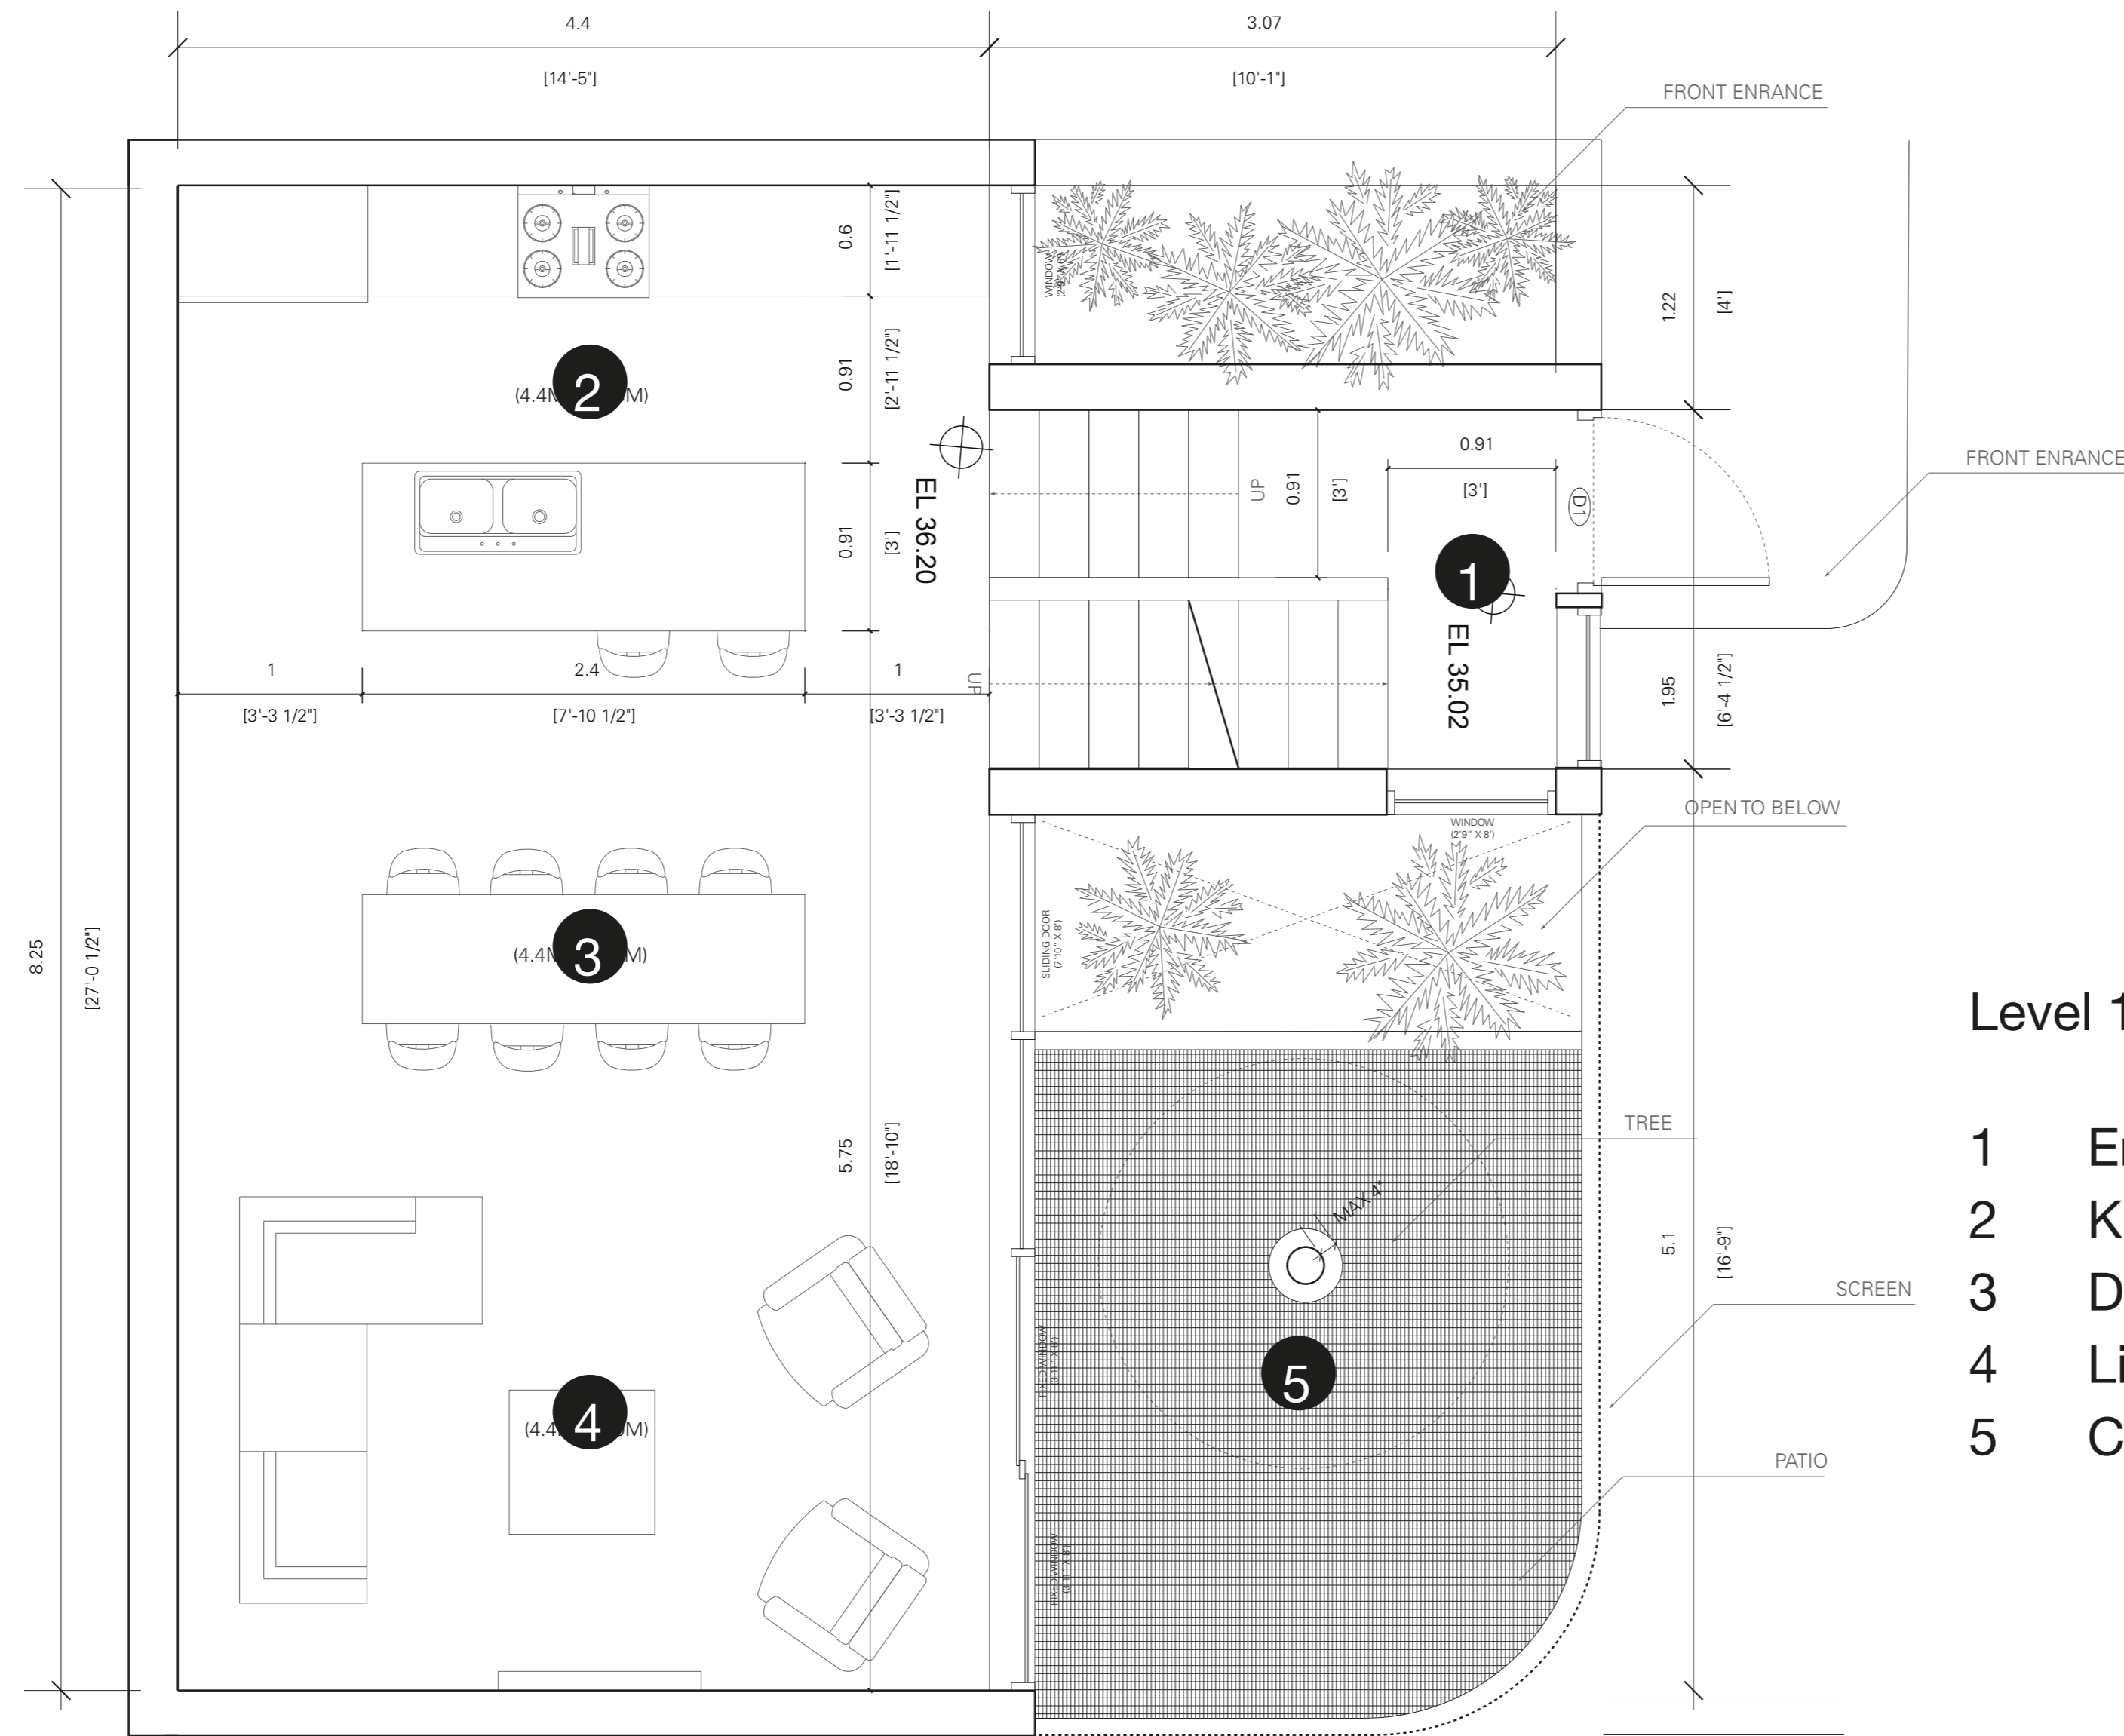 4.4
[14'-5"]
3.07
[10'-1"]
FRONT ENRANCE
0.6
[1'-11 1/2"]
WINDOW
1.22
[4']
0.91
[2'-11 1/2"]
2
(4.4M
M)
0.91
[3']
EL 36.20
UP
0.91
[3']
0.91
[3']
D1
FRONT ENRANCE
1
EL 35.02
1
[3'-3 1/2"]
2.4
[7'-10 1/2"]
1
[3'-3 1/2"]
UP
1.95
[6'-4 1/2"]
OPEN TO BELOW
WINDOW
(2'9" X 8')
SLIDING DOOR
(7'10" X 8')
8.25
[27'-0 1/2"]
3
(4.4M
M)
5.75
[18'-10"]
TREE
MAX 4"
5.1
[16'-9"]
SCREEN
FIXED WINDOW
5
4
(4.4
M)
PATIO
FIXED WINDOW
Level 1
1
2 K
3 D
4 Li
5 C